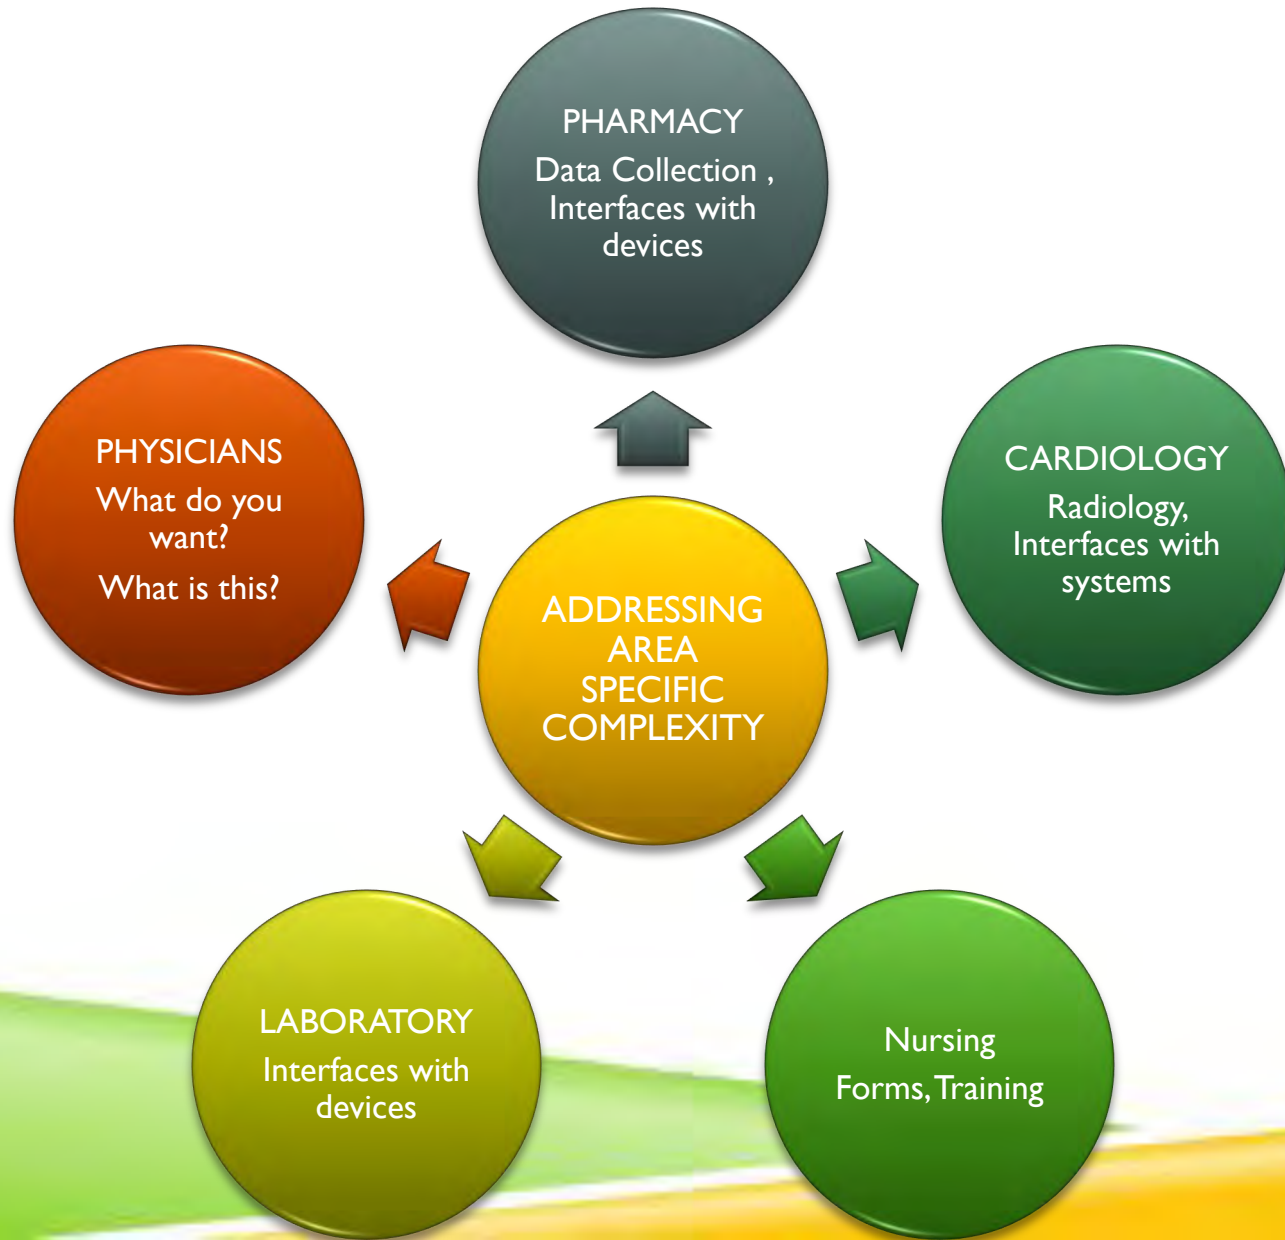 PHARMACY
Data Collection ,
Interfaces with
devices
PHYSICIANS
What do you
want?
What is this?
CARDIOLOGY
Radiology,
Interfaces with
systems
ADDRESSING
AREA
SPECIFIC
COMPLEXITY
LABORATORY
Interfaces with
devices
Nursing
Forms, Training